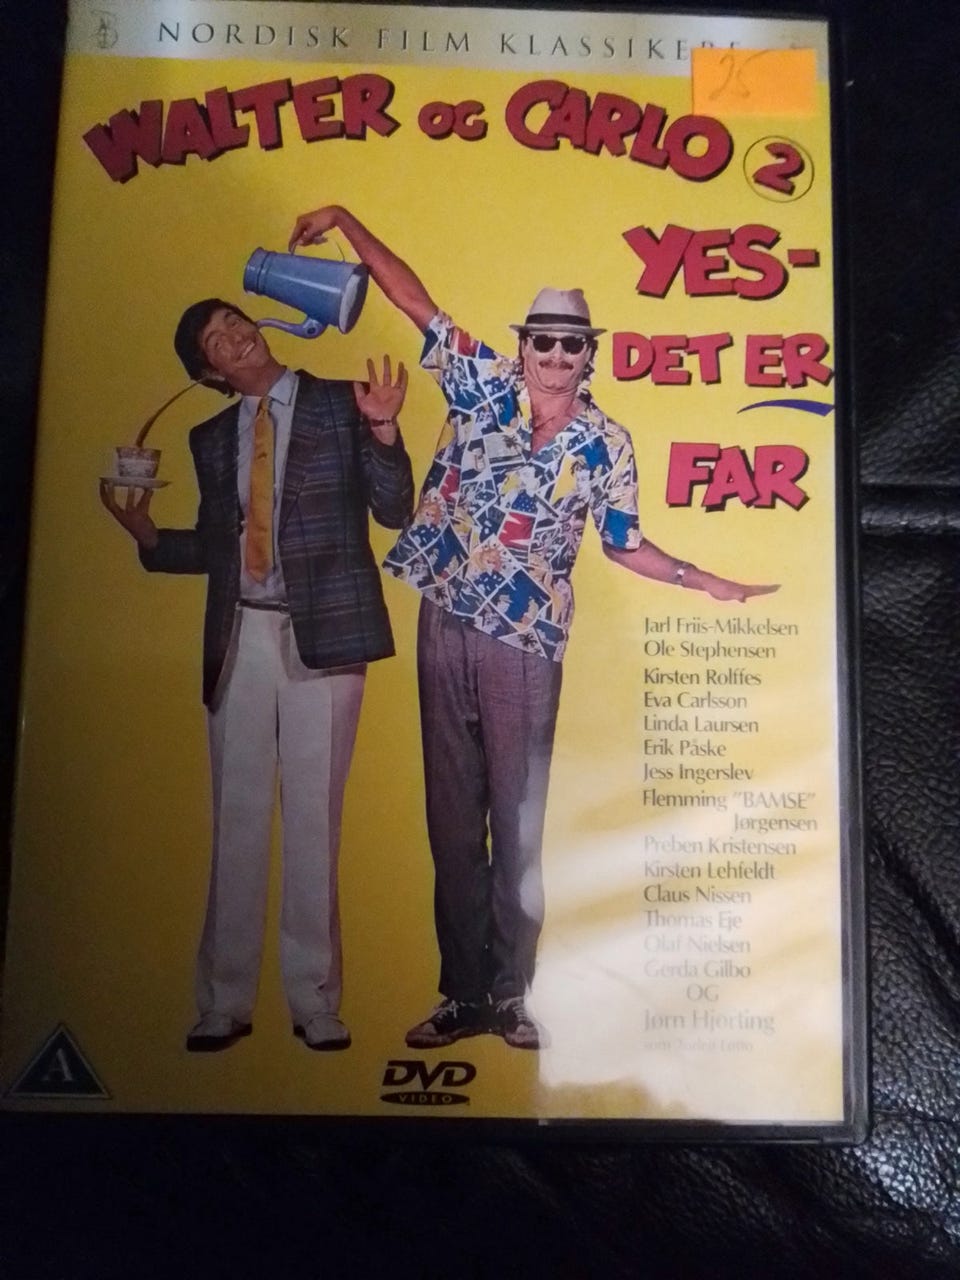 NORDISK FILM KLASSIKERE
25
WALTER OG CARLO 2
YES-
DET ER
FAR
Jarl Friis-Mikkelsen
Ole Stephensen
Kirsten Rolffes
Eva Carlsson
Linda Laursen
Erik Påske
Jess Ingerslev
Flemming "BAMSE"
Jørgensen
Preben Kristensen
Kirsten Lehfeldt
Claus Nissen
Thomas Eje
Olaf Nielsen
Gerda Gilbo
OG
Jørn Hjorting
som
A
DVD
VIDEO